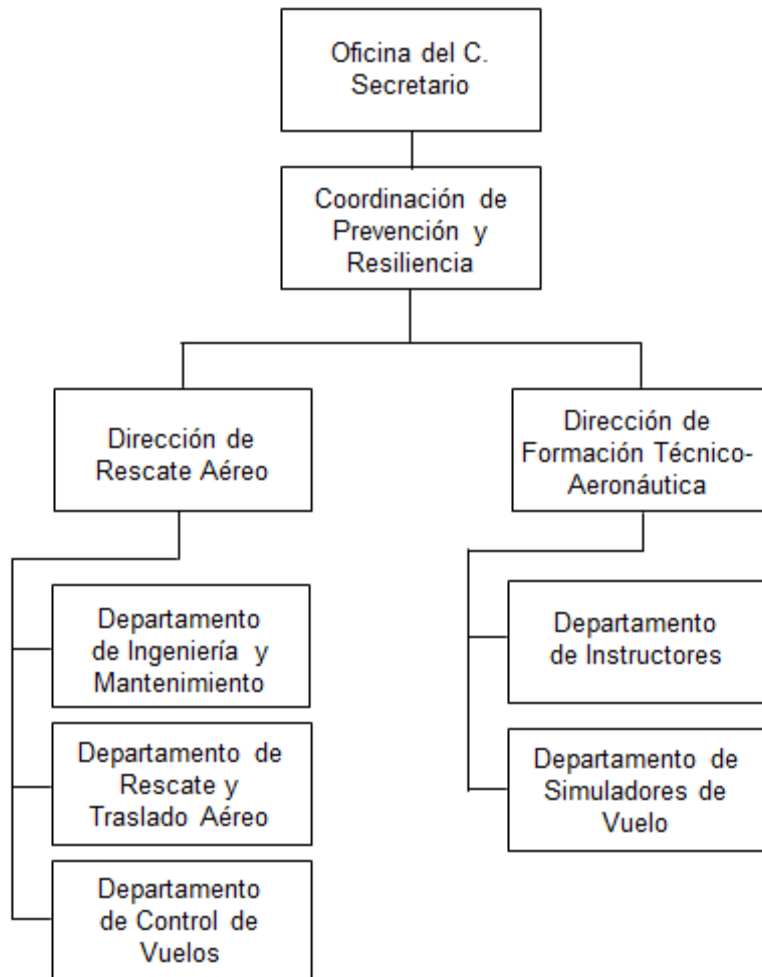 Oficina del C.
Secretario
Coordinación de
Prevención y
Resiliencia
Dirección de
Rescate Aéreo
Dirección de
Formación Técnico-
Aeronáutica
Departamento
de Ingeniería y
Mantenimiento
Departamento de
Rescate y
Traslado Aéreo
Departamento
de Control de
Vuelos
Departamento
de Instructores
Departamento de
Simuladores de
Vuelo